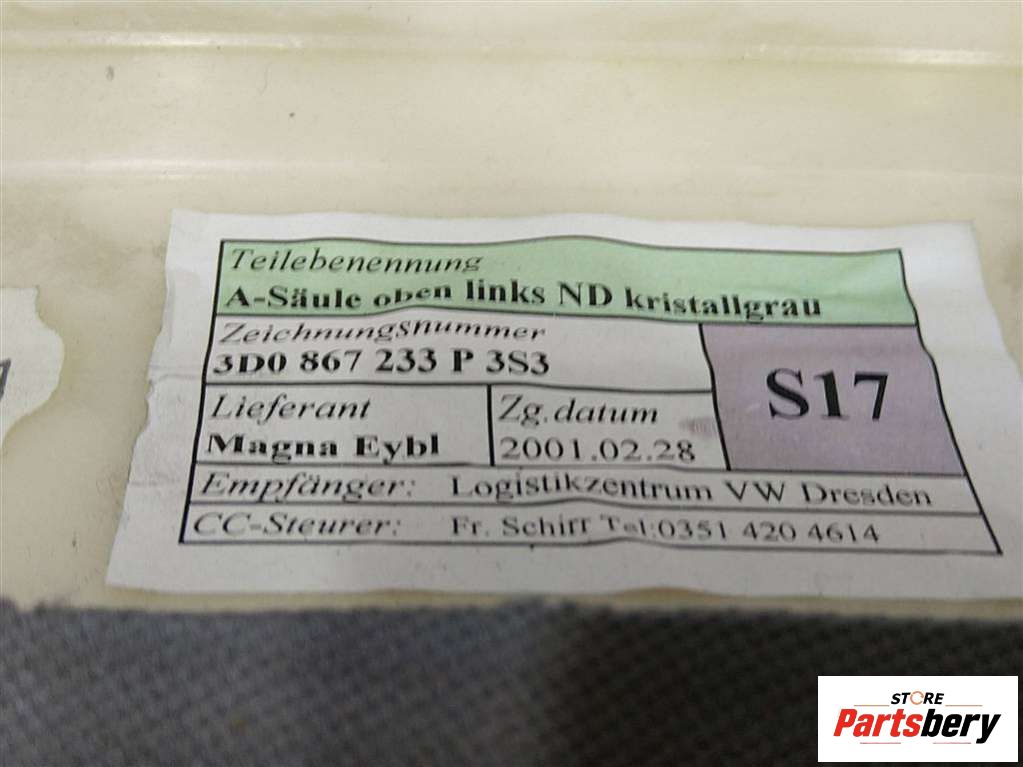 Teilebenennung
A-Säule oben links ND kristallgrau
Zeichnungsnummer
3D0 867 233 P 3S3
S17
Lieferant
Magna Eybl
Zg.datum
2001.02.28
Empfänger: Logistikzentrum VW Dresden
CC-Steurer: Fr. Schirr Tel:0351 420 4614
STORE
Partsbery